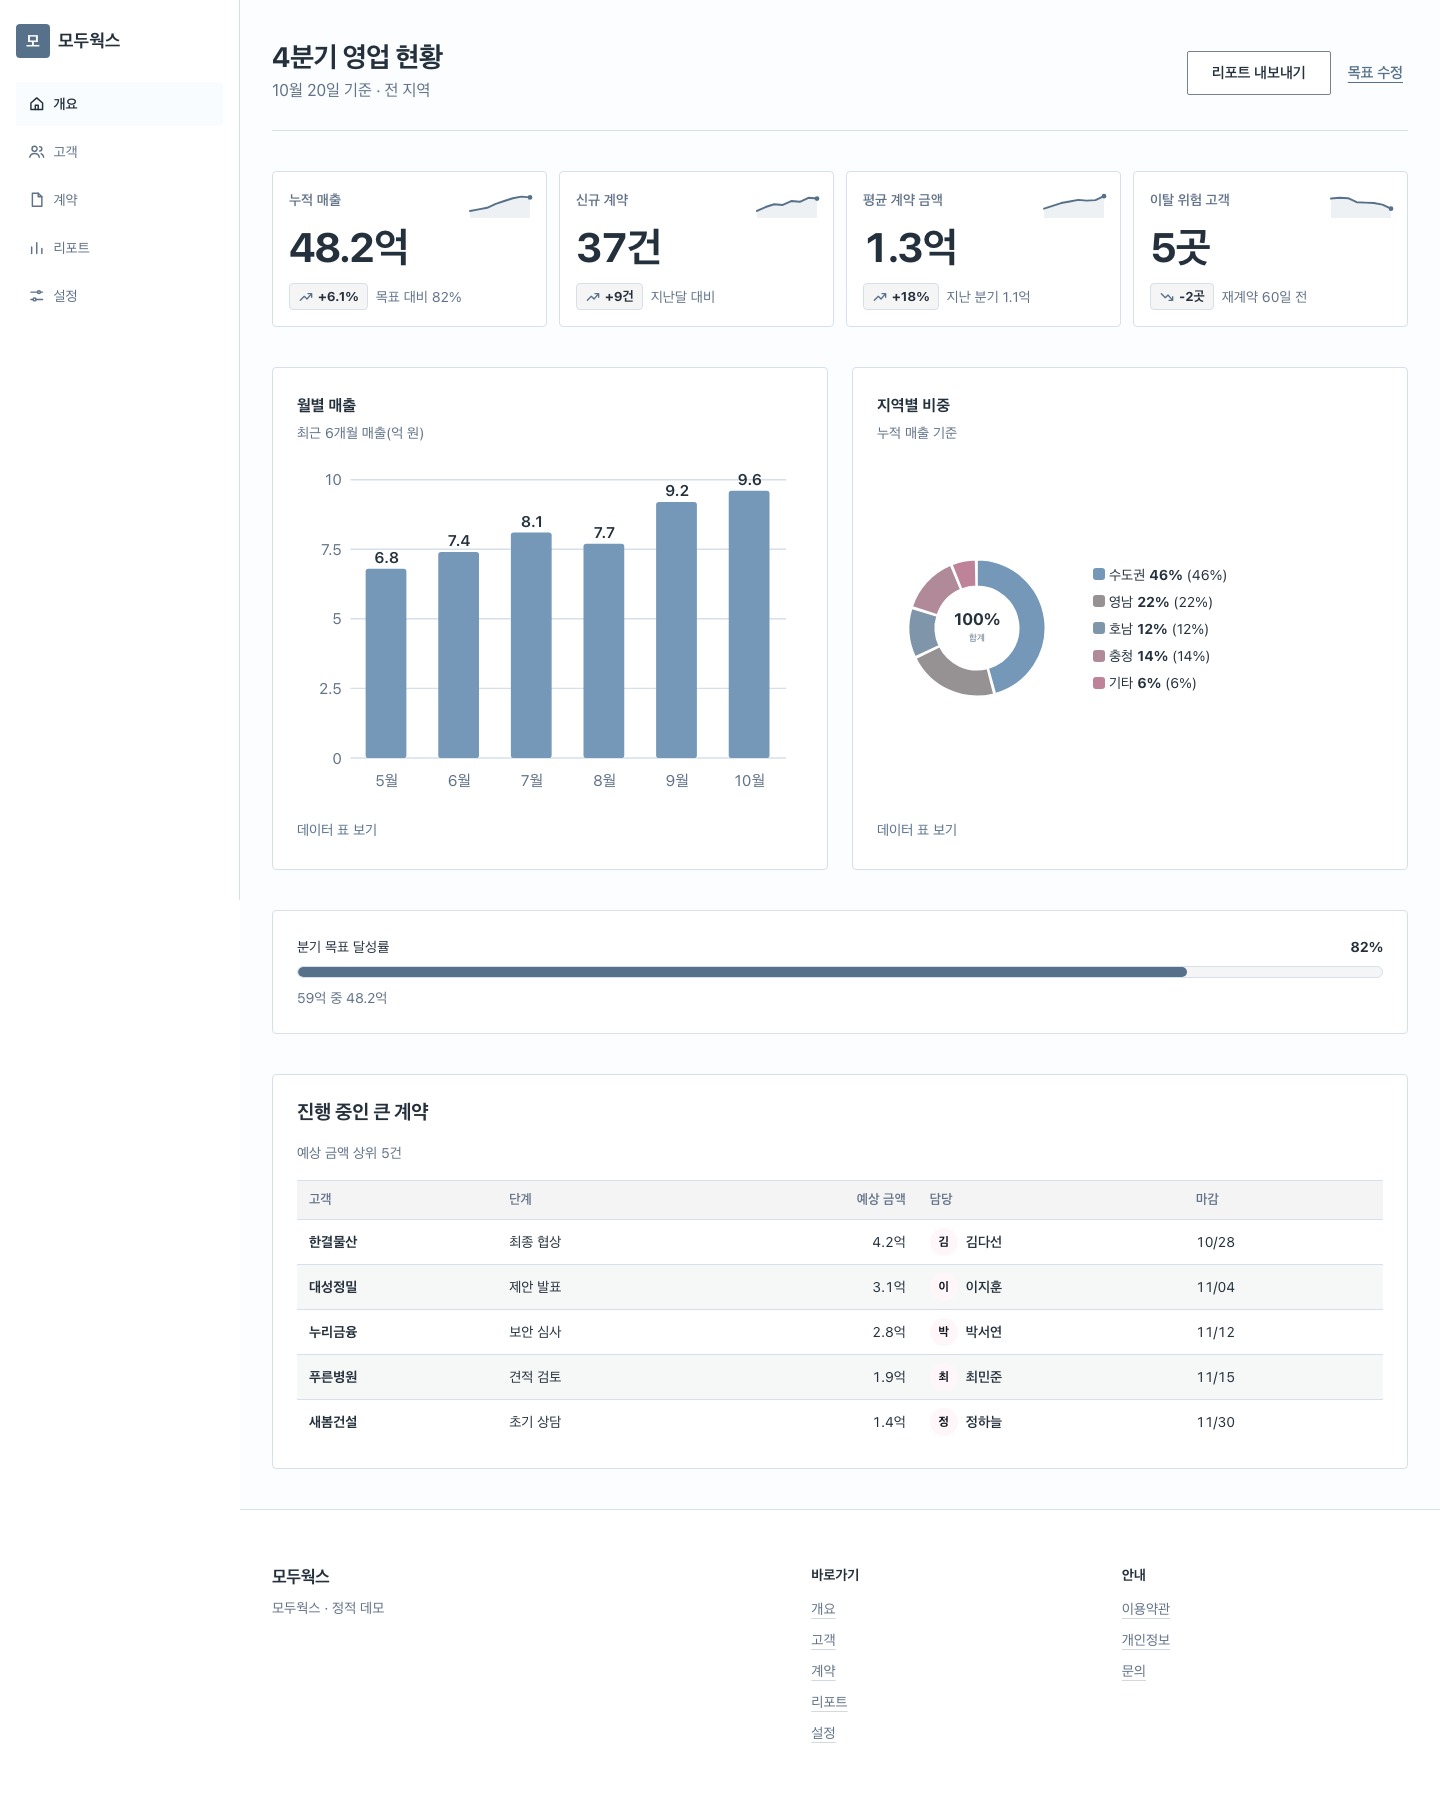 모 모두웍스
개요
고객
계약
리포트
설정
4분기 영업 현황
10월 20일 기준 · 전 지역
리포트 내보내기
목표 수정
누적 매출
48.2억
+6.1% 목표 대비 82%
신규 계약
37건
+9건 지난달 대비
평균 계약 금액
1.3억
+18% 지난 분기 1.1억
이탈 위험 고객
5곳
-2곳 재계약 60일 전
월별 매출
최근 6개월 매출(억 원)
10
7.5
5
2.5
0
6.8
7.4
8.1
7.7
9.2
9.6
5월 6월 7월 8월 9월 10월
데이터 표 보기
지역별 비중
누적 매출 기준
100%
합계
수도권 46% (46%)
영남 22% (22%)
호남 12% (12%)
충청 14% (14%)
기타 6% (6%)
데이터 표 보기
분기 목표 달성률 82%
59억 중 48.2억
진행 중인 큰 계약
예상 금액 상위 5건
고객 단계 예상 금액 담당 마감
한결물산 최종 협상 4.2억 김 김다선 10/28
대성정밀 제안 발표 3.1억 이 이지훈 11/04
누리금융 보안 심사 2.8억 박 박서연 11/12
푸른병원 견적 검토 1.9억 최 최민준 11/15
새봄건설 초기 상담 1.4억 정 정하늘 11/30
모두웍스
모두웍스 · 정적 데모
바로가기
개요
고객
계약
리포트
설정
안내
이용약관
개인정보
문의